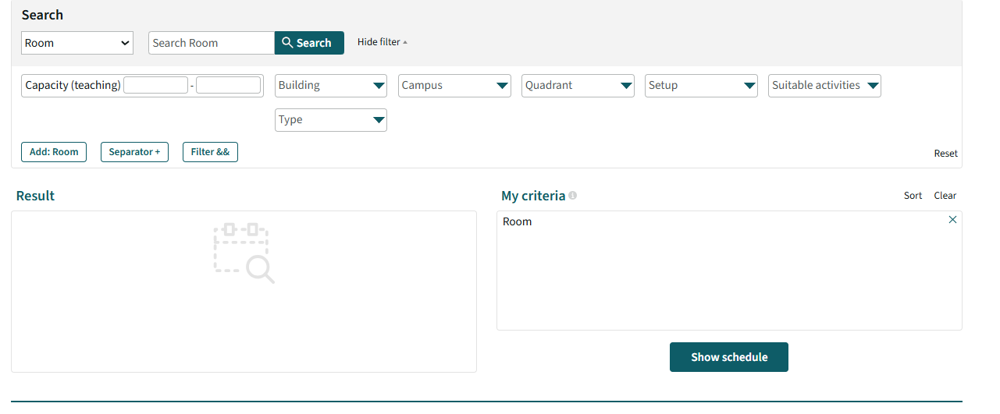 Search
Room Search Room Search Hide filter
Capacity (teaching) - Building Campus Quadrant Setup Suitable activities
Type
Add: Room Separator + Filter && Reset
Result My criteria Sort Clear
Room
Show schedule